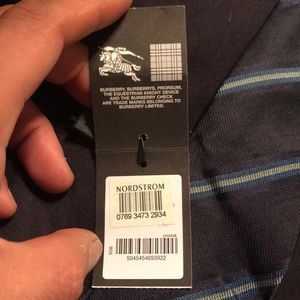 BURBERRY, BURBERRYS, PRORSUM,
THE EQUESTRIAN KNIGHT DEVICE
AND THE BURBERRY CHECK
ARE TRADE MARKS BELONGING TO
BURBERRY LIMITED.
NORDSTROM
0769 3473 2934
5045454693922